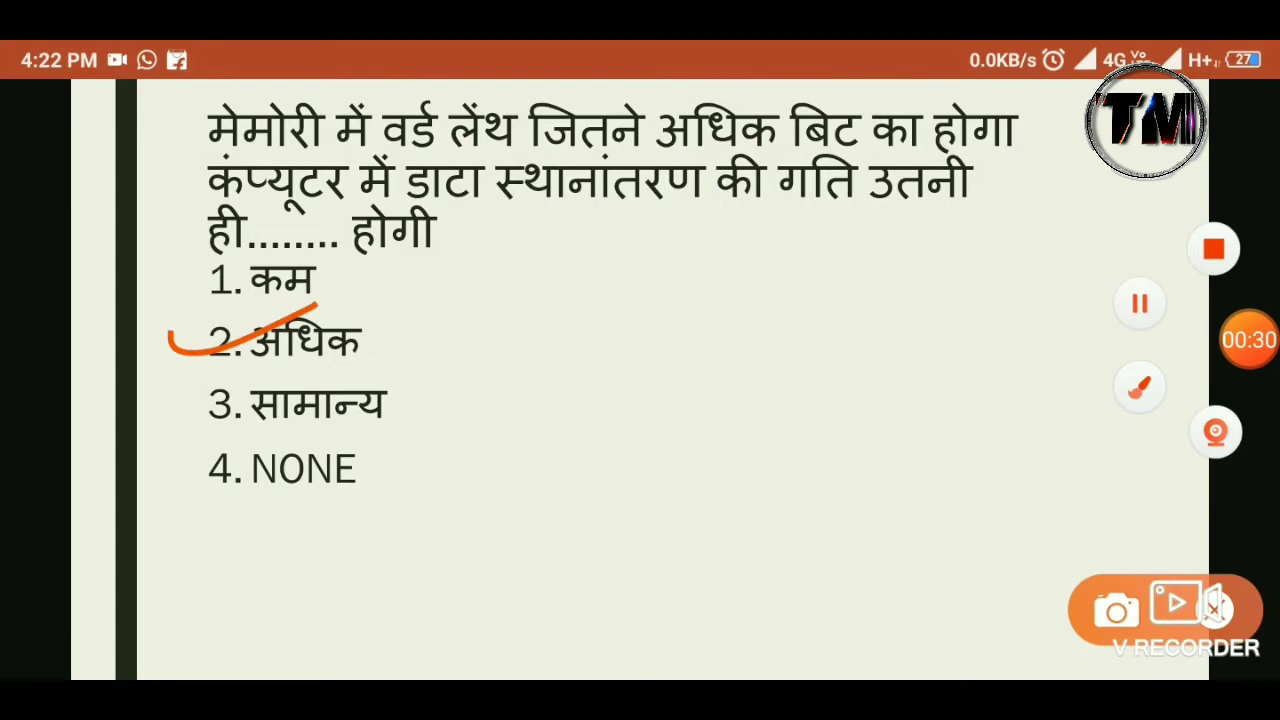 4:22 PM 0.0KB/s 4G Vo H+ 27
TM
मेमोरी में वर्ड लेंथ जितने अधिक बिट का होगा
कंप्यूटर में डाटा स्थानांतरण की गति उतनी
ही........ होगी
1. कम
2. अधिक
3. सामान्य
4. NONE
00:30
V RECORDER